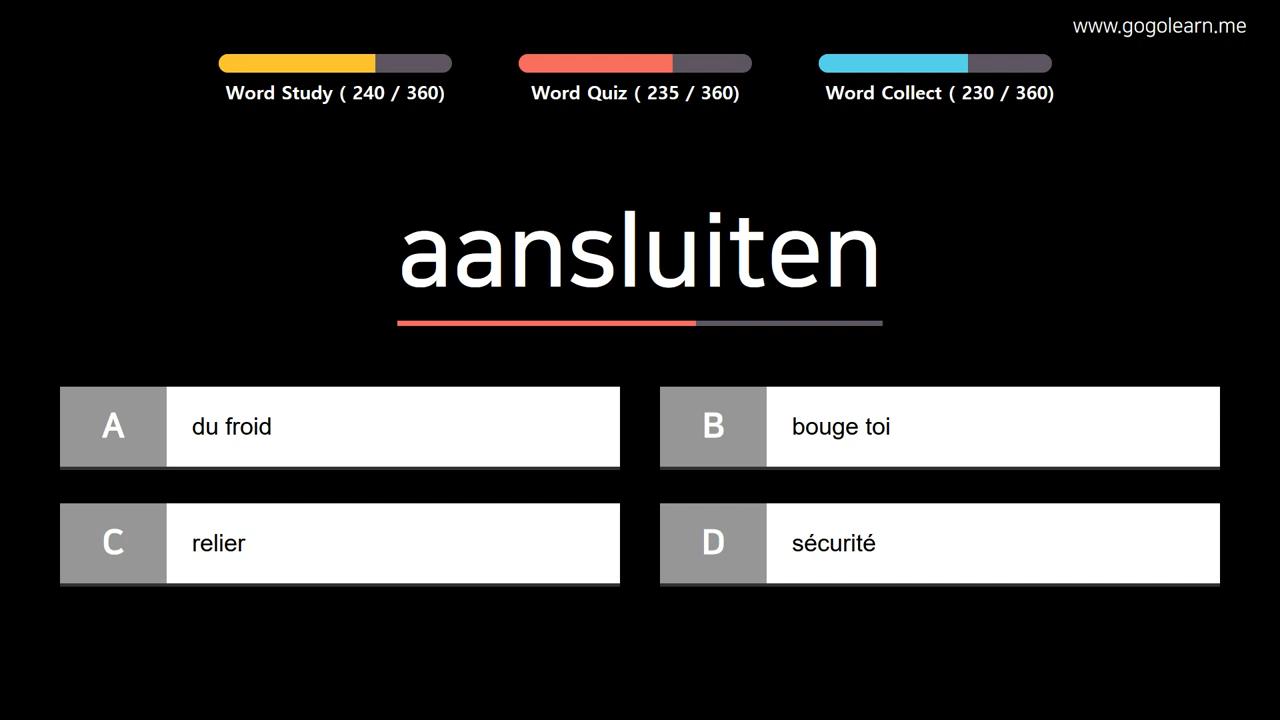 www.gogolearn.me
Word Study ( 240 / 360)
Word Quiz ( 235 / 360)
Word Collect ( 230 / 360)
aansluiten
A
du froid
B
bouge toi
C
relier
D
sécurité